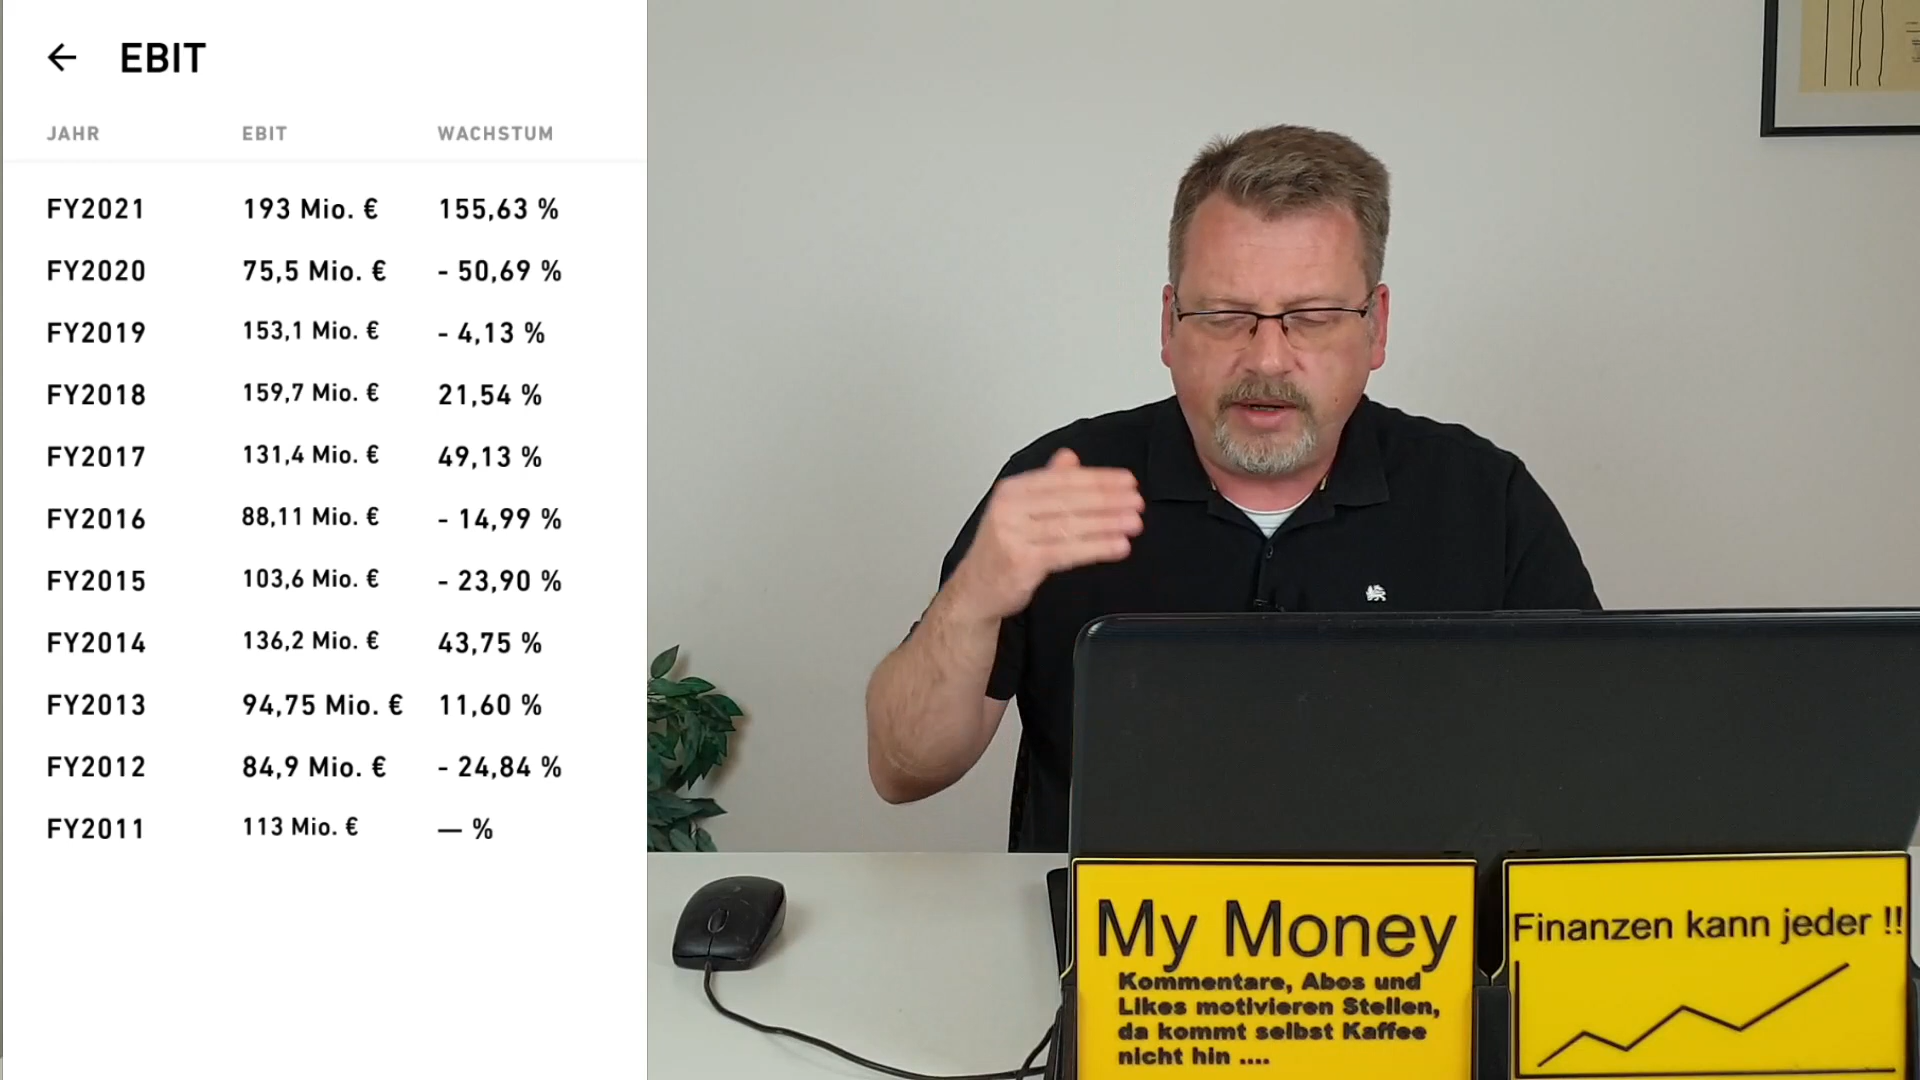 ← EBIT
JAHR EBIT WACHSTUM
FY2021 193 Mio. € 155,63 %
FY2020 75,5 Mio. € - 50,69 %
FY2019 153,1 Mio. € - 4,13 %
FY2018 159,7 Mio. € 21,54 %
FY2017 131,4 Mio. € 49,13 %
FY2016 88,11 Mio. € - 14,99 %
FY2015 103,6 Mio. € - 23,90 %
FY2014 136,2 Mio. € 43,75 %
FY2013 94,75 Mio. € 11,60 %
FY2012 84,9 Mio. € - 24,84 %
FY2011 113 Mio. € — %
My Money
Kommentare, Abos und
Likes motivieren Stellen,
da kommt selbst Kaffee
nicht hin ....
Finanzen kann jeder !!